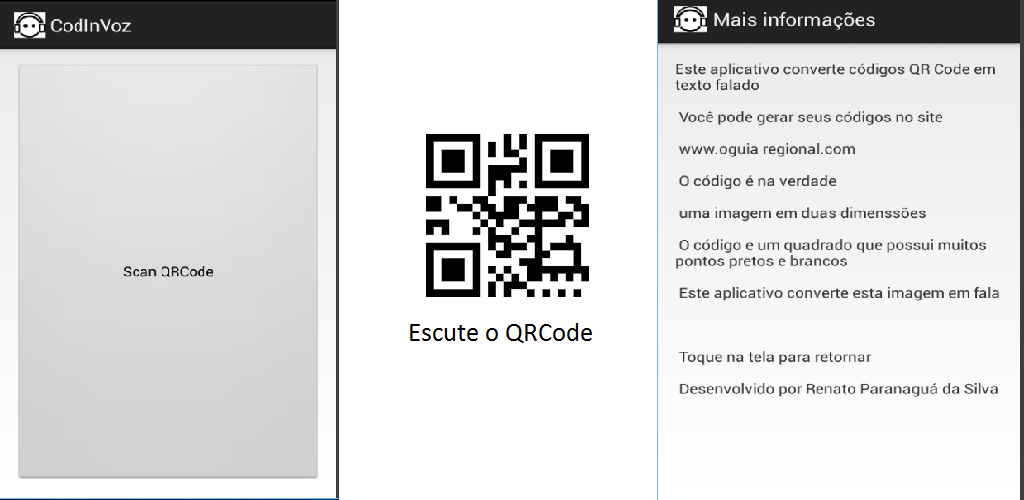 CodInVoz
Scan QRCode
Escute o QRCode
Mais informações
Este aplicativo converte códigos QR Code em
texto falado
Você pode gerar seus códigos no site
www.oguia regional.com
O código é na verdade
uma imagem em duas dimenssões
O código e um quadrado que possui muitos
pontos pretos e brancos
Este aplicativo converte esta imagem em fala
Toque na tela para retornar
Desenvolvido por Renato Paranaguá da Silva